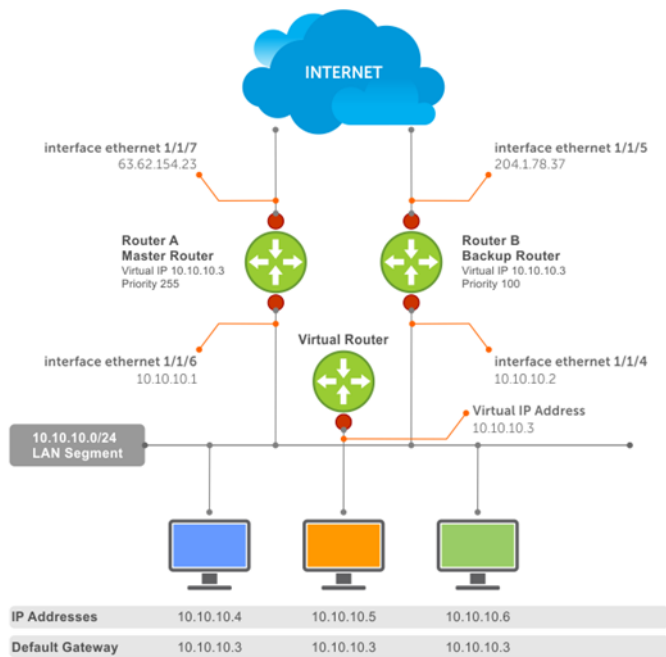 INTERNET
interface ethernet 1/1/7
63.62.154.23
interface ethernet 1/1/5
204.1.78.37
Router A
Master Router
Virtual IP 10.10.10.3
Priority 255
Router B
Backup Router
Virtual IP 10.10.10.3
Priority 100
interface ethernet 1/1/6
10.10.10.1
Virtual Router
interface ethernet 1/1/4
10.10.10.2
Virtual IP Address
10.10.10.3
10.10.10.0/24
LAN Segment
IP Addresses 10.10.10.4 10.10.10.5 10.10.10.6
Default Gateway 10.10.10.3 10.10.10.3 10.10.10.3